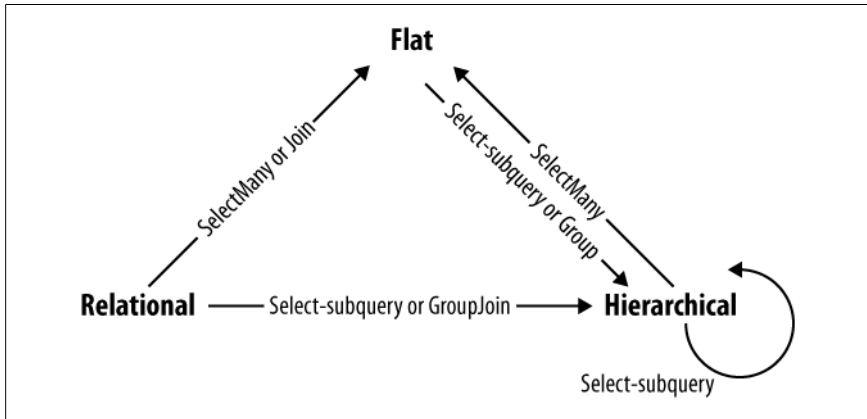 Flat
SelectMany or Join
Select-subquery or Group
SelectMany
Relational
Select-subquery or GroupJoin
Hierarchical
Select-subquery